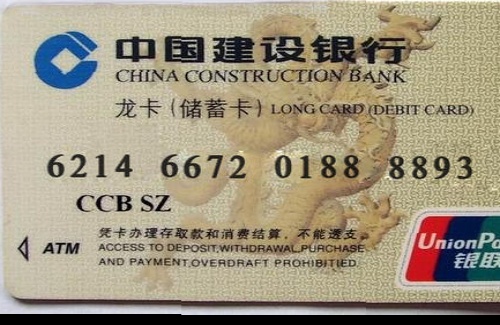 中国建设银行
CHINA CONSTRUCTION BANK
龙卡(储蓄卡) LONG CARD (DEBIT CARD)
6214 6672 0188 8893
CCB SZ
凭卡办理存取款和消费结算，不能透支。
ATM ACCESS TO DEPOSIT,WITHDRAWAL,PURCHASE
AND PAYMENT,OVERDRAFT PROHIBITIED.
UnionPa
银联